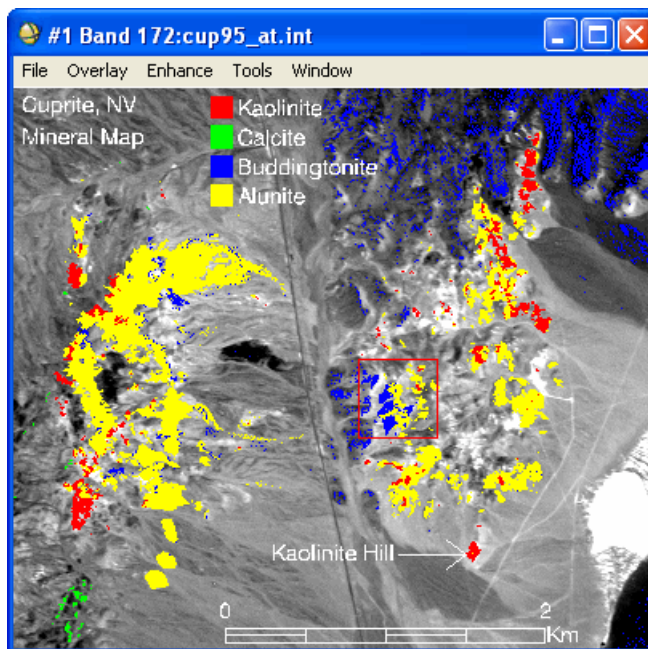 #1 Band 172:cup95_at.int
File Overlay Enhance Tools Window
Cuprite, NV
Mineral Map
Kaolinite
Calcite
Buddingtonite
Alunite
Kaolinite Hill
0 2
Km